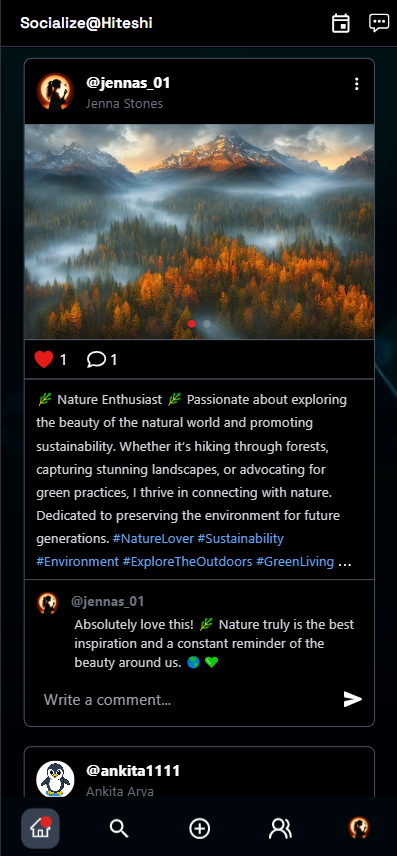 Socialize@Hiteshi
@jennas_01
Jenna Stones
1
1
🌿 Nature Enthusiast 🌿 Passionate about exploring
the beauty of the natural world and promoting
sustainability. Whether it's hiking through forests,
capturing stunning landscapes, or advocating for
green practices, I thrive in connecting with nature.
Dedicated to preserving the environment for future
generations. #NatureLover #Sustainability
#Environment #ExploreTheOutdoors #GreenLiving ...
@jennas_01
Absolutely love this! 🌿 Nature truly is the best
inspiration and a constant reminder of the
beauty around us. 🌎 💚
Write a comment...
@ankita1111
Ankita Arya